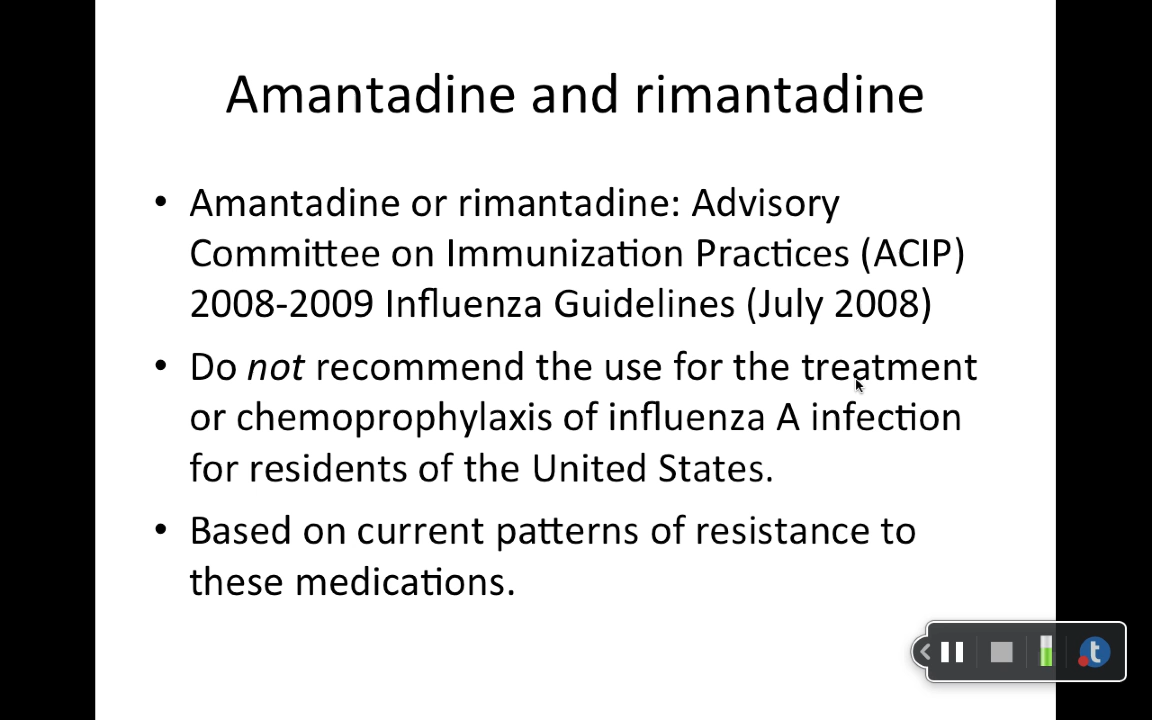 Amantadine and rimantadine
• Amantadine or rimantadine: Advisory
Committee on Immunization Practices (ACIP)
2008-2009 Influenza Guidelines (July 2008)
• Do not recommend the use for the treatment
or chemoprophylaxis of influenza A infection
for residents of the United States.
• Based on current patterns of resistance to
these medications.
t